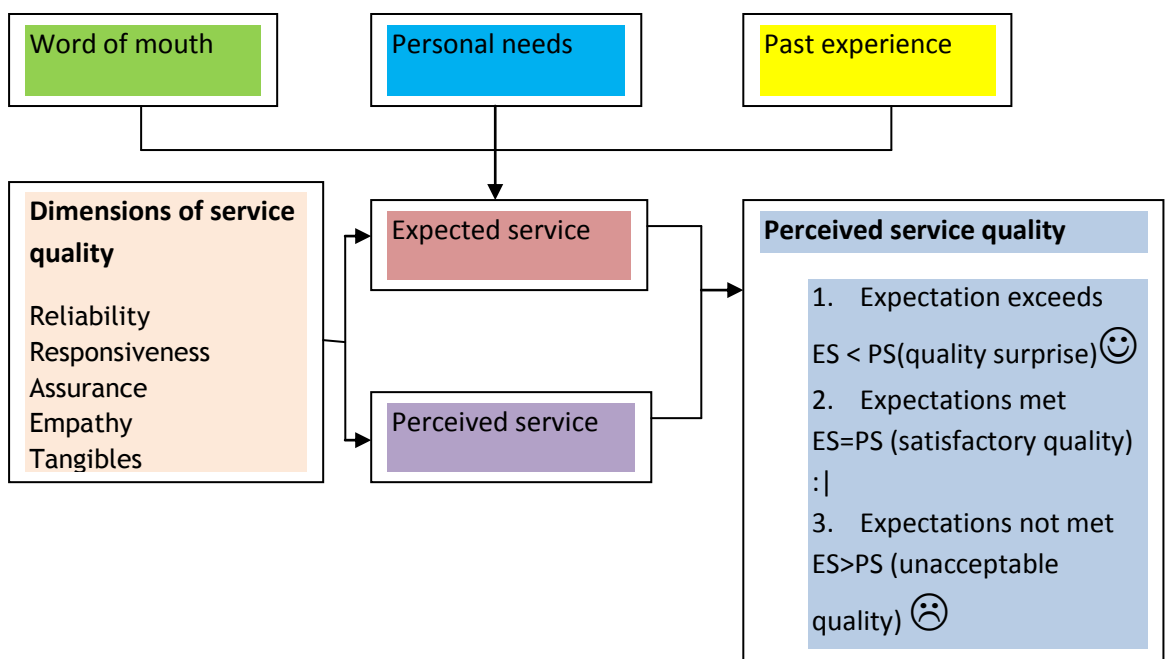 Word of mouth
Personal needs
Past experience
Dimensions of service
quality
Reliability
Responsiveness
Assurance
Empathy
Tangibles
Expected service
Perceived service
Perceived service quality
1. Expectation exceeds
ES < PS(quality surprise)☺
2. Expectations met
ES=PS (satisfactory quality)
:|
3. Expectations not met
ES>PS (unacceptable
quality) ☹